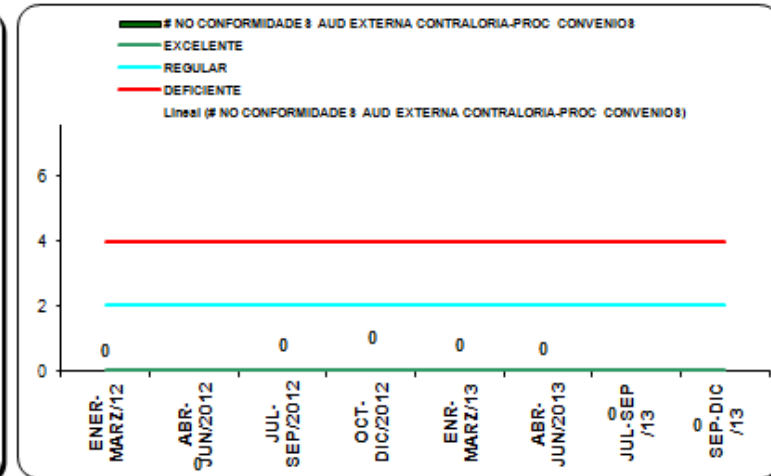 # NO CONFORMIDADES AUD EXTERNA CONTRALORIA-PROC CONVENIOS
EXCELENTE
REGULAR
DEFICIENTE
Lineal (# NO CONFORMIDADES AUD EXTERNA CONTRALORIA-PROC CONVENIOS)
6
4
2
0
0
0
0
0
0
0
0
0
ENER-
MARZ/12
ABR-
JUN/2012
JUL-
SEP/2012
OCT-
DIC/2012
ENR-
MARZ/13
ABR-
JUN/2013
JUL-SEP
/13
SEP-DIC
/13